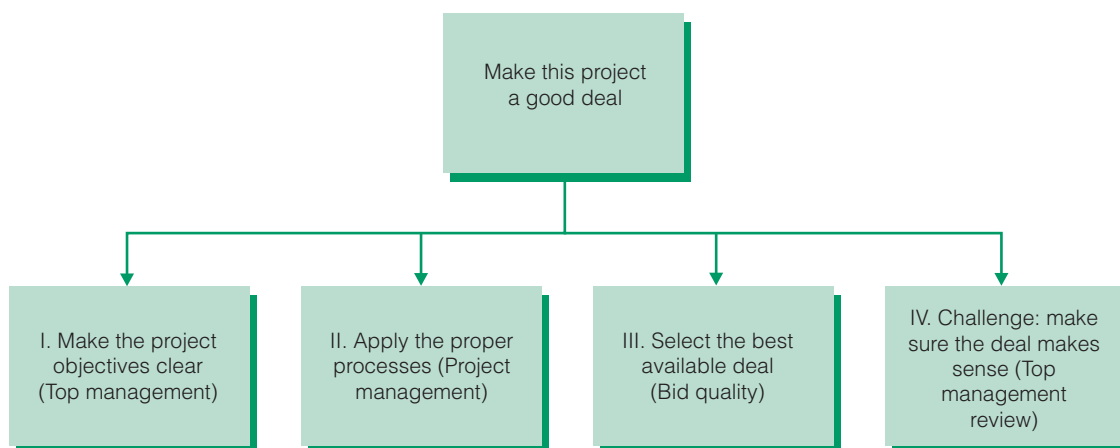 Make this project
a good deal
I. Make the project
objectives clear
(Top management)
II. Apply the proper
processes (Project
management)
III. Select the best
available deal
(Bid quality)
IV. Challenge: make
sure the deal makes
sense (Top
management
review)